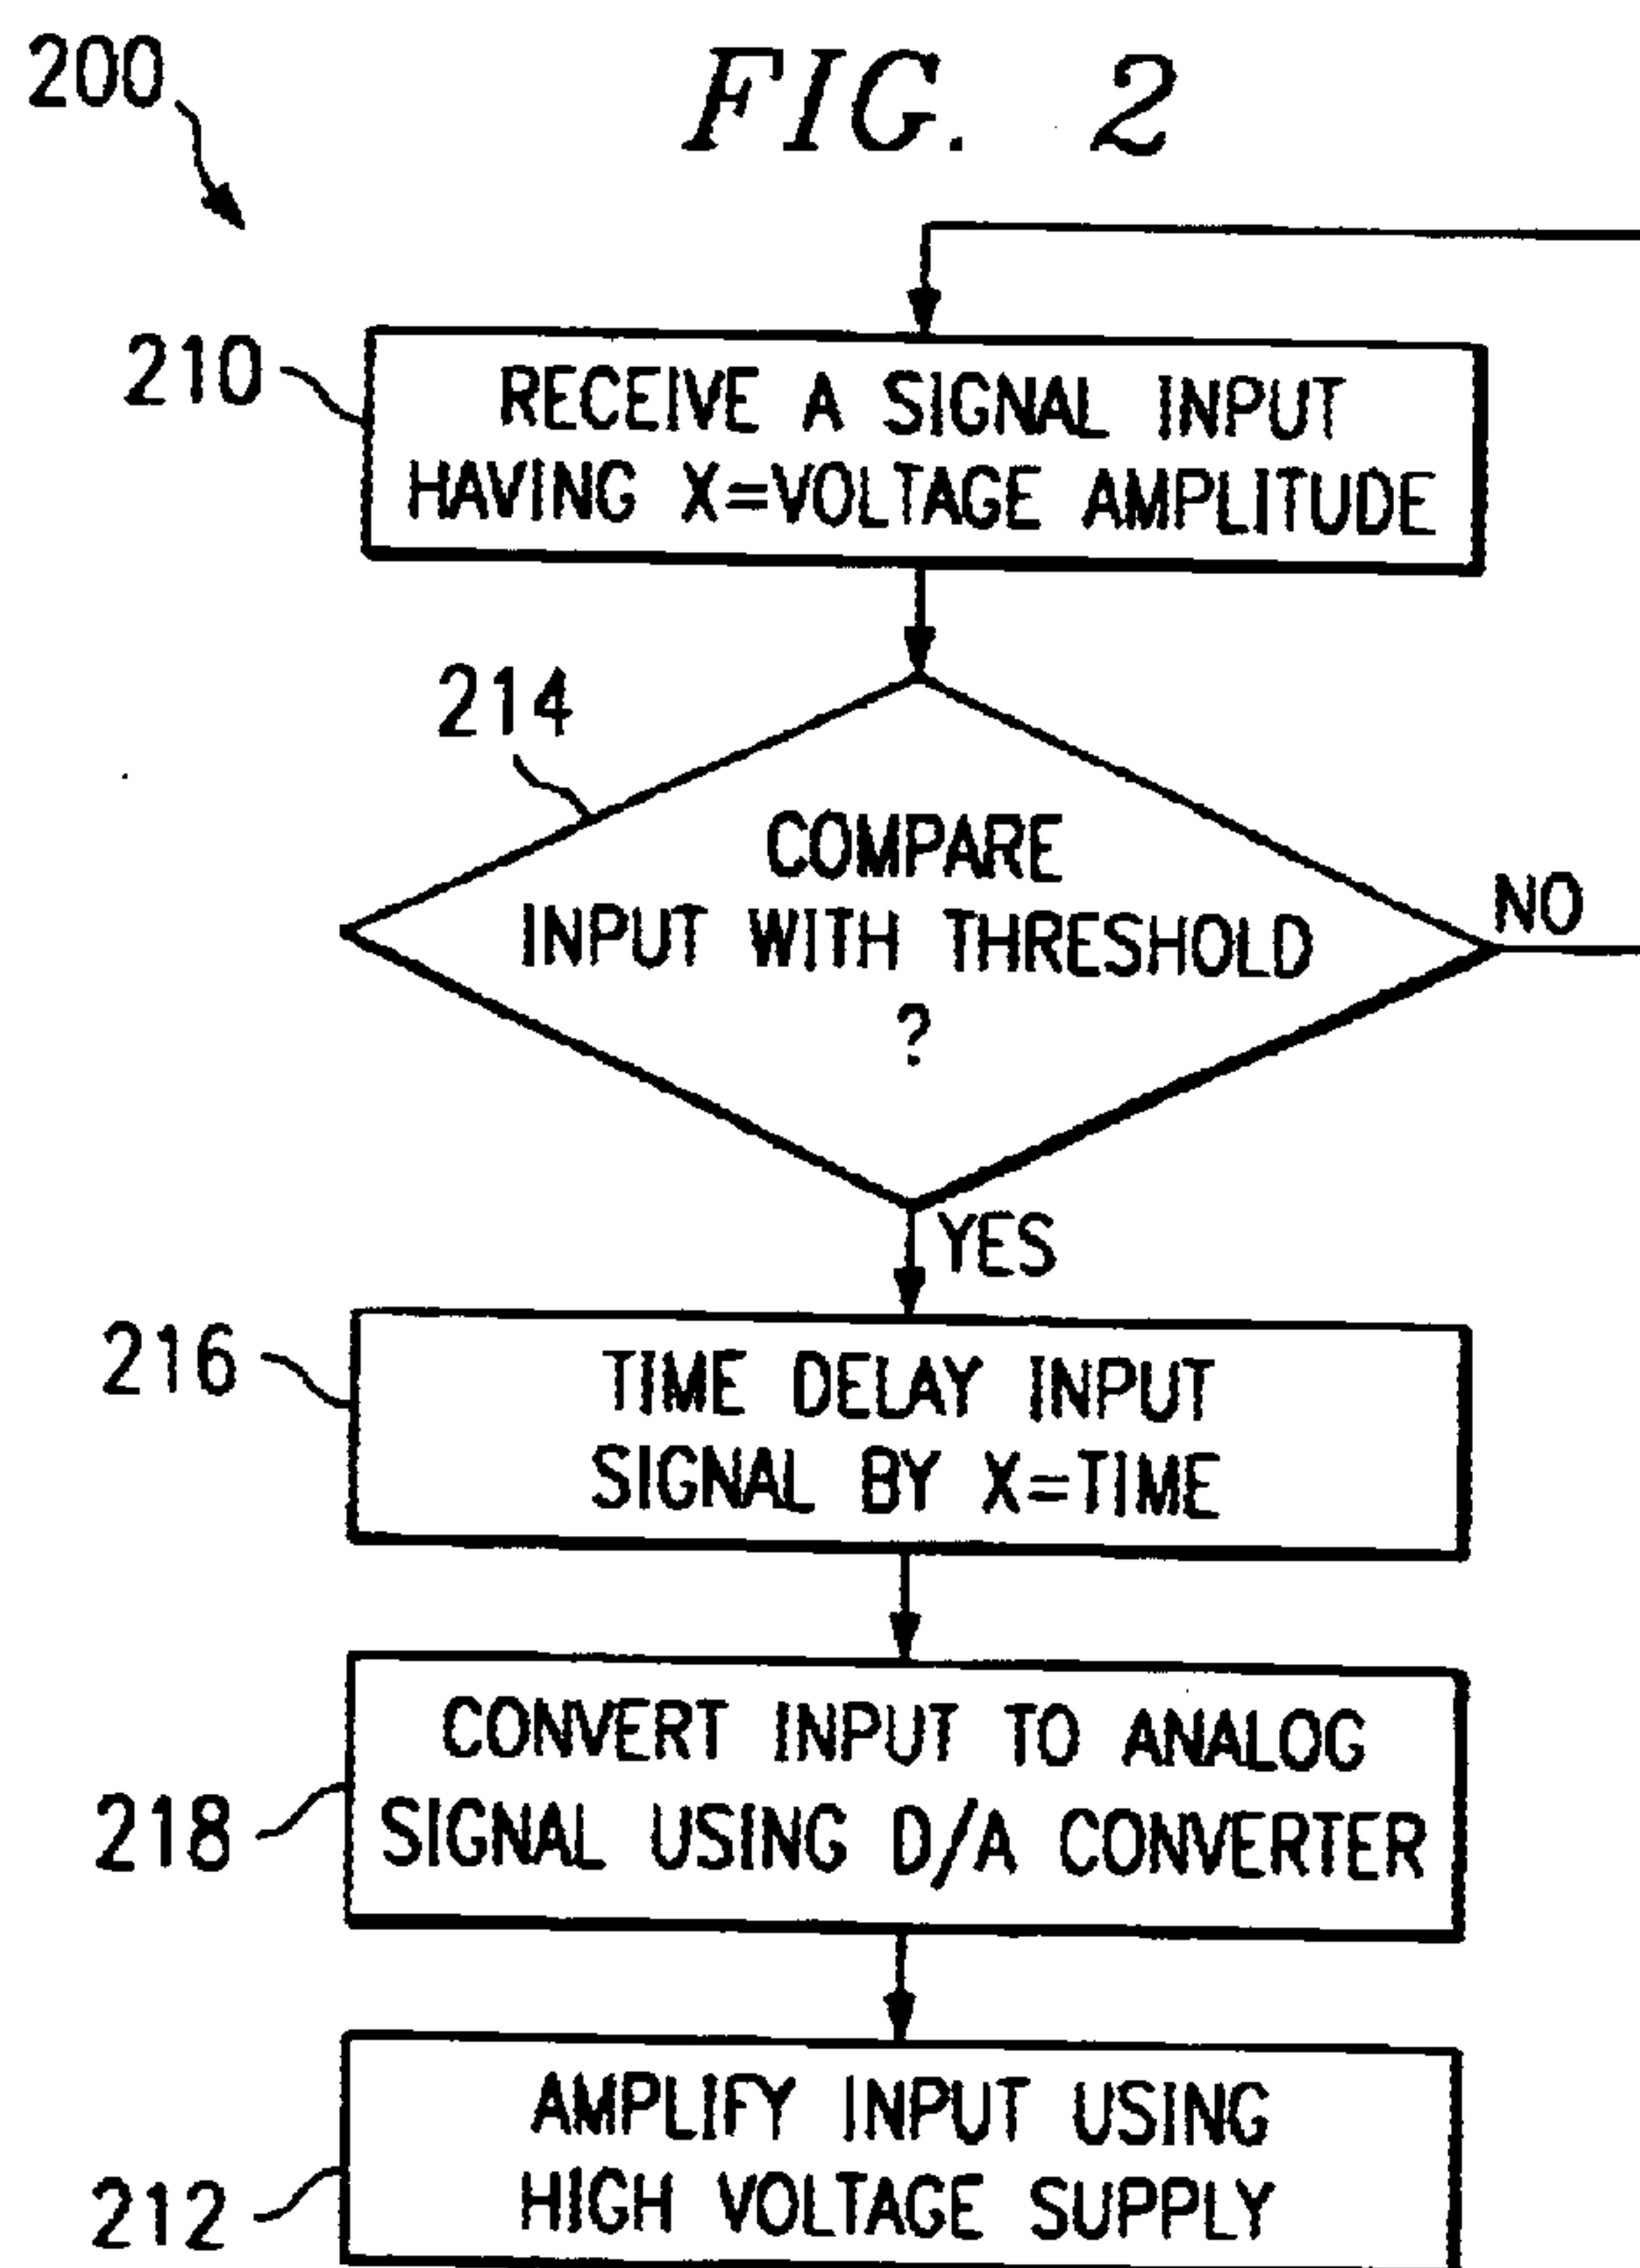 200
FIG. 2
210
RECEIVE A SIGNAL INPUT
HAVING X=VOLTAGE AMPLITUDE
214
COMPARE
INPUT WITH THRESHOLD
?
NO
YES
216
TIME DELAY INPUT
SIGNAL BY X=TIME
218
CONVERT INPUT TO ANALOG
SIGNAL USING D/A CONVERTER
212
AMPLIFY INPUT USING
HIGH VOLTAGE SUPPLY